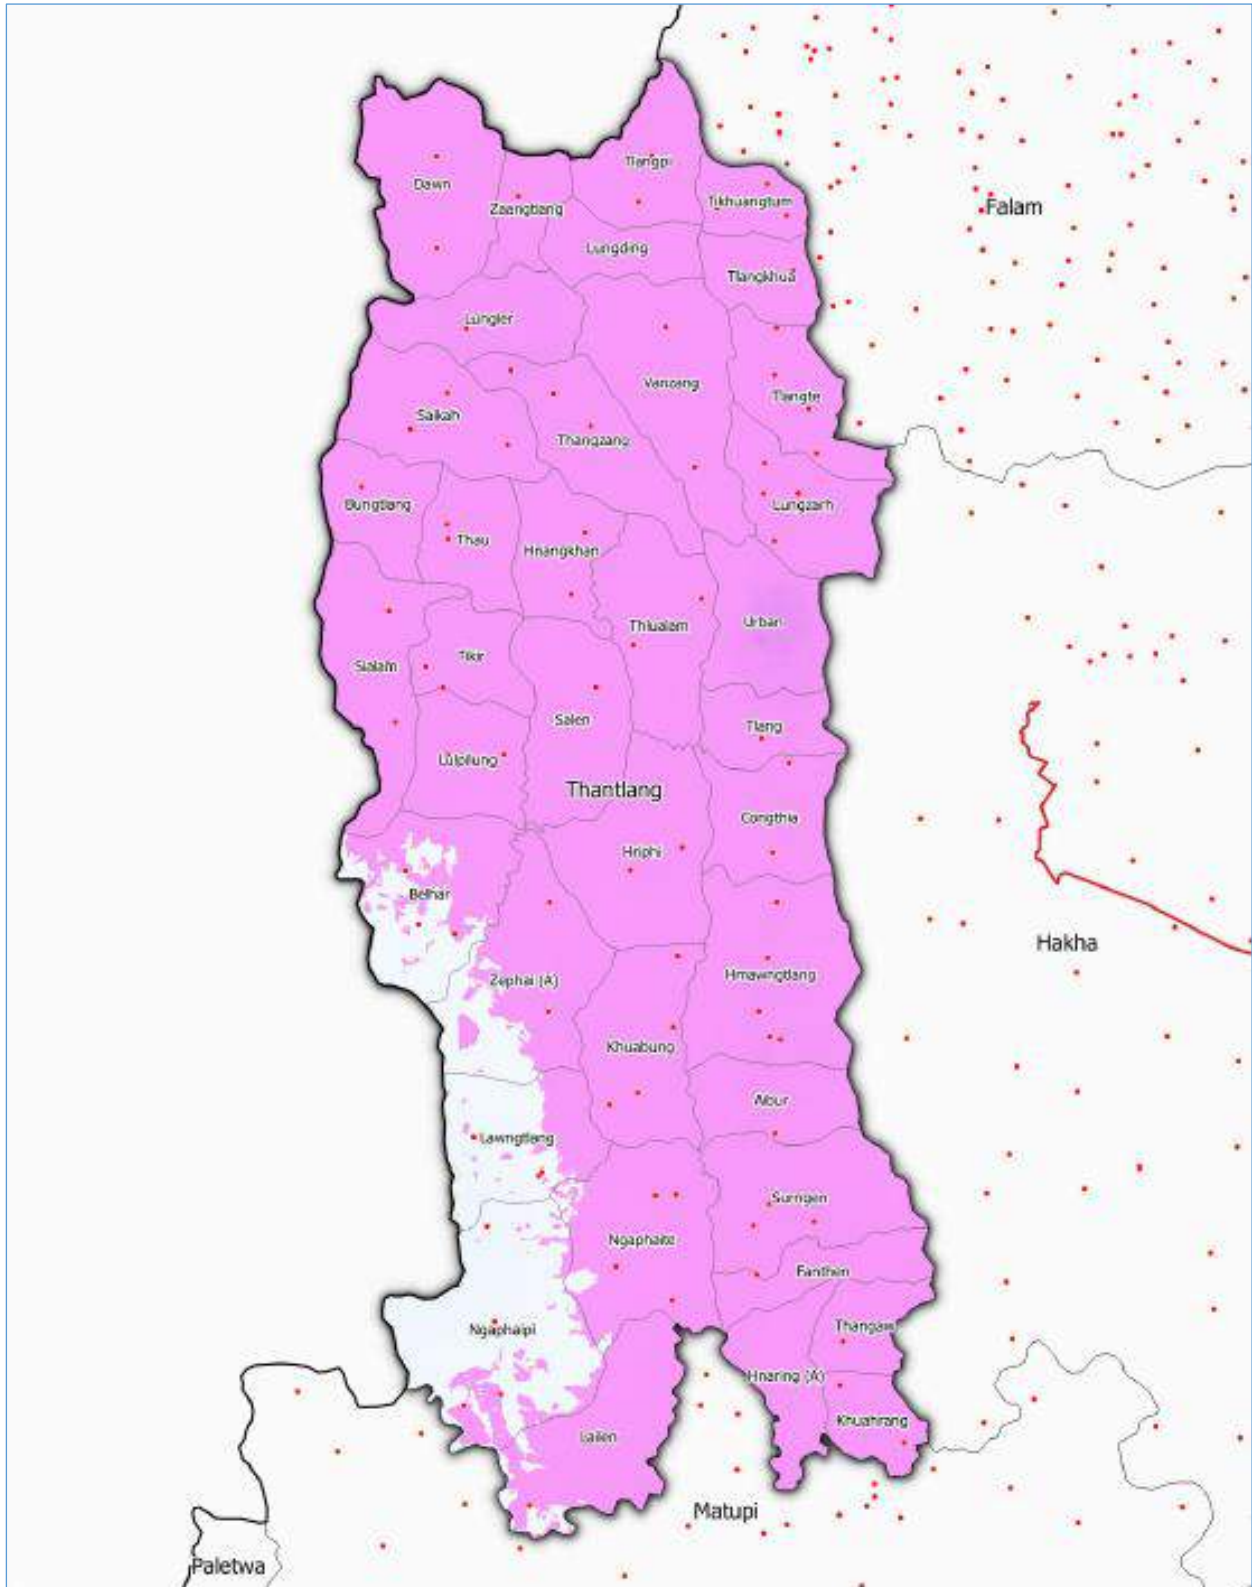 Tlangpi
Dawn
Zaangtlang
Tikhuangtum
Falam
Lungding
Tlangkhua
Lungler
Vanzang
Tlangte
Saikah
Thangzang
Bungtlang
Lungzarh
Thau
Hnangkhan
Urban
Thlualam
Tikir
Sialam
Salen
Tlang
Lulpilung
Thantlang
Congthia
Hriphi
Belhar
Hakha
Hmawngtlang
Zephai (A)
Khuabung
Aibur
Lawngtlang
Surngen
Ngaphaite
Fanthen
Thangaw
Ngaphaipi
Hnaring (A)
Khuahrang
Lailen
Matupi
Paletwa